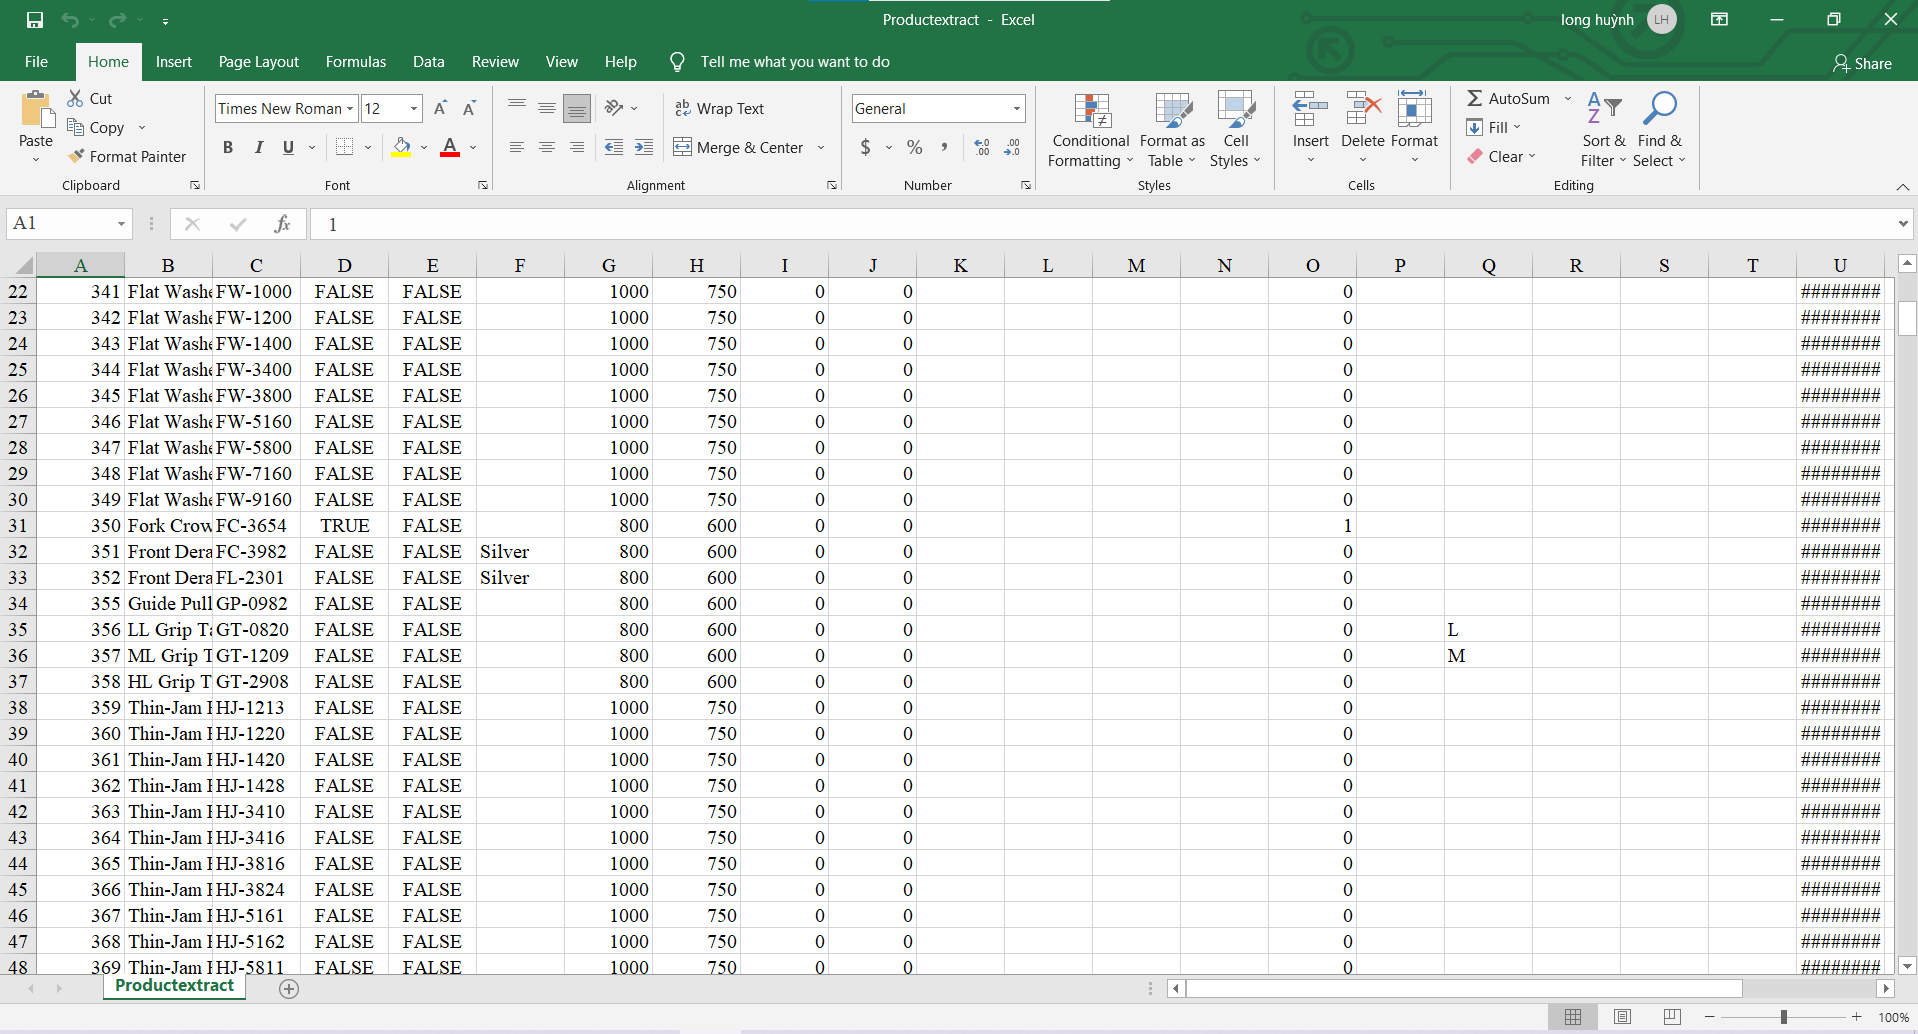 Productextract - Excel
long huỳnh LH
File Home Insert Page Layout Formulas Data Review View Help Tell me what you want to do Share
Paste
Cut
Copy
Format Painter
Clipboard
Times New Roman 12 A A
B I U A
Font
ab Wrap Text
Merge & Center
Alignment
General
$ % , .0 .00 .00 .0
Number
Conditional Formatting
Format as Table
Cell Styles
Styles
Insert Delete Format
Cells
AutoSum
Fill
Clear
Sort & Filter
Find & Select
Editing
A1 fx 1
A B C D E F G H I J K L M N O P Q R S T U
22 341 Flat Washe FW-1000 FALSE FALSE 1000 750 0 0 0 ########
23 342 Flat Washe FW-1200 FALSE FALSE 1000 750 0 0 0 ########
24 343 Flat Washe FW-1400 FALSE FALSE 1000 750 0 0 0 ########
25 344 Flat Washe FW-3400 FALSE FALSE 1000 750 0 0 0 ########
26 345 Flat Washe FW-3800 FALSE FALSE 1000 750 0 0 0 ########
27 346 Flat Washe FW-5160 FALSE FALSE 1000 750 0 0 0 ########
28 347 Flat Washe FW-5800 FALSE FALSE 1000 750 0 0 0 ########
29 348 Flat Washe FW-7160 FALSE FALSE 1000 750 0 0 0 ########
30 349 Flat Washe FW-9160 FALSE FALSE 1000 750 0 0 0 ########
31 350 Fork Crow FC-3654 TRUE FALSE 800 600 0 0 1 ########
32 351 Front Dera FC-3982 FALSE FALSE Silver 800 600 0 0 0 ########
33 352 Front Dera FL-2301 FALSE FALSE Silver 800 600 0 0 0 ########
34 355 Guide Pull GP-0982 FALSE FALSE 800 600 0 0 0 ########
35 356 LL Grip Ta GT-0820 FALSE FALSE 800 600 0 0 0 L ########
36 357 ML Grip T GT-1209 FALSE FALSE 800 600 0 0 0 M ########
37 358 HL Grip T GT-2908 FALSE FALSE 800 600 0 0 0 ########
38 359 Thin-Jam H HJ-1213 FALSE FALSE 1000 750 0 0 0 ########
39 360 Thin-Jam H HJ-1220 FALSE FALSE 1000 750 0 0 0 ########
40 361 Thin-Jam H HJ-1420 FALSE FALSE 1000 750 0 0 0 ########
41 362 Thin-Jam H HJ-1428 FALSE FALSE 1000 750 0 0 0 ########
42 363 Thin-Jam H HJ-3410 FALSE FALSE 1000 750 0 0 0 ########
43 364 Thin-Jam H HJ-3416 FALSE FALSE 1000 750 0 0 0 ########
44 365 Thin-Jam H HJ-3816 FALSE FALSE 1000 750 0 0 0 ########
45 366 Thin-Jam H HJ-3824 FALSE FALSE 1000 750 0 0 0 ########
46 367 Thin-Jam H HJ-5161 FALSE FALSE 1000 750 0 0 0 ########
47 368 Thin-Jam H HJ-5162 FALSE FALSE 1000 750 0 0 0 ########
48 369 Thin-Jam H HJ-5811 FALSE FALSE 1000 750 0 0 0 ########
Productextract
100%